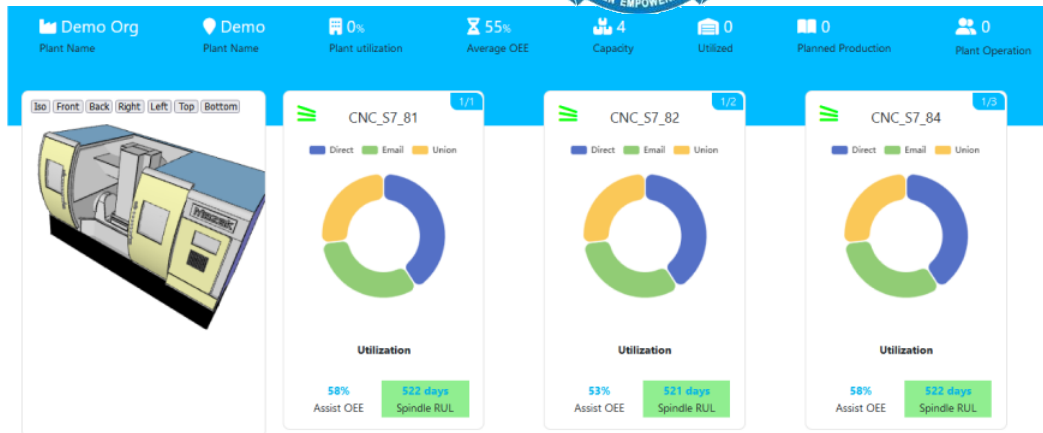 EMPOWER
Demo Org
Plant Name
Demo
Plant Name
0%
Plant utilization
55%
Average OEE
4
Capacity
0
Utilized
0
Planned Production
0
Plant Operation
Iso Front Back Right Left Top Bottom
1/1
CNC_S7_81
Direct Email Union
Utilization
58%
Assist OEE
522 days
Spindle RUL
1/2
CNC_S7_82
Direct Email Union
Utilization
53%
Assist OEE
521 days
Spindle RUL
1/3
CNC_S7_84
Direct Email Union
Utilization
58%
Assist OEE
522 days
Spindle RUL